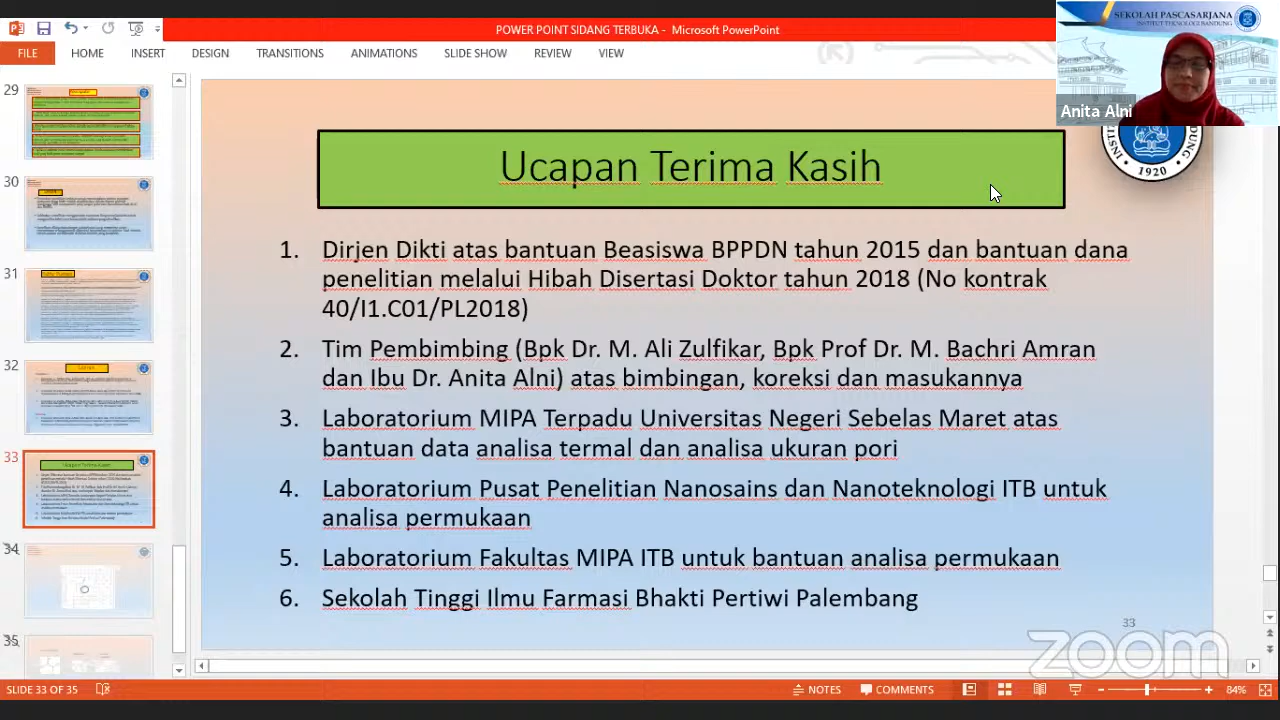 POWER POINT SIDANG TERBUKA - Microsoft PowerPoint
SEKOLAH PASCASARJANA
INSTITUT TEKNOLOGI BANDUNG
FILE HOME INSERT DESIGN TRANSITIONS ANIMATIONS SLIDE SHOW REVIEW VIEW
Anita Alni
29
30
31
32
33
34
35
1920
Ucapan Terima Kasih
1. Dirjen Dikti atas bantuan Beasiswa BPPDN tahun 2015 dan bantuan dana
penelitian melalui Hibah Disertasi Doktor tahun 2018 (No kontrak
40/I1.C01/PL2018)
2. Tim Pembimbing (Bpk Dr. M. Ali Zulfikar, Bpk Prof Dr. M. Bachri Amran
dan Ibu Dr. Anita Alni) atas bimbingan, koreksi dan masukannya
3. Laboratorium MIPA Terpadu Universitas Negeri Sebelas Maret atas
bantuan data analisa termal dan analisa ukuran pori
4. Laboratorium Pusat Penelitian Nanosains dan Nanoteknologi ITB untuk
analisa permukaan
5. Laboratorium Fakultas MIPA ITB untuk bantuan analisa permukaan
6. Sekolah Tinggi Ilmu Farmasi Bhakti Pertiwi Palembang
33
zoom
SLIDE 33 OF 35 NOTES COMMENTS 84%